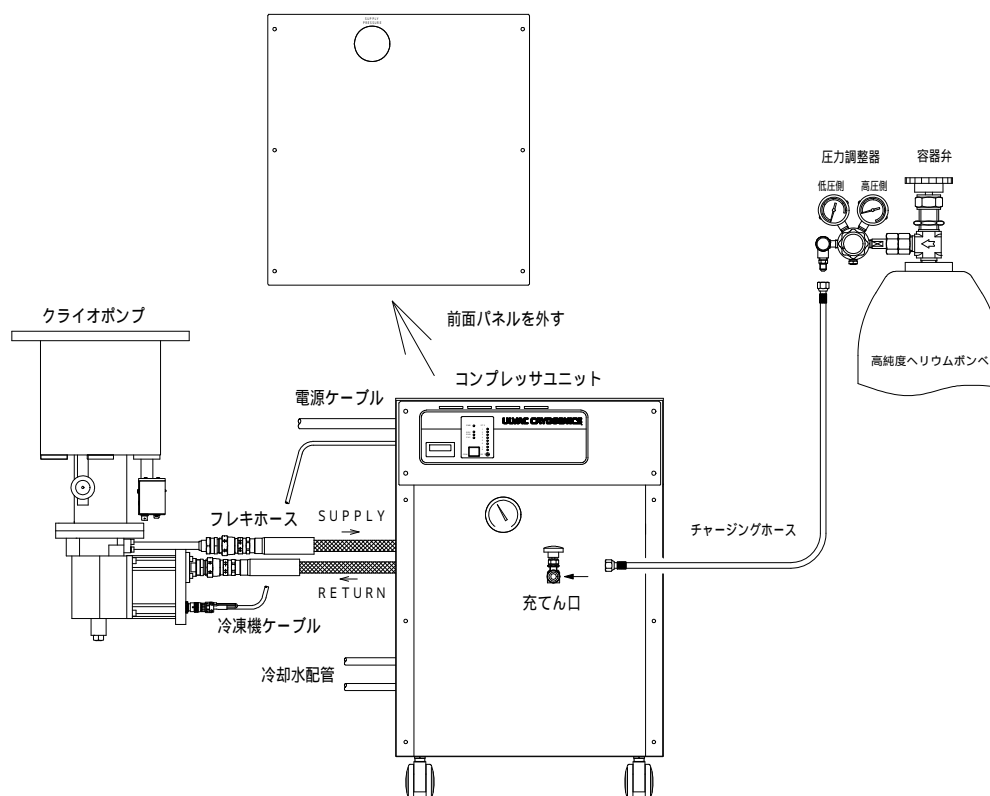 SUPPLY
PRESSURE
圧力調整器
容器弁
低圧側
高圧側
クライオポンプ
前面パネルを外す
高純度ヘリウムボンベ
コンプレッサユニット
電源ケーブル
ULVAC CRYOGENICS
フレキホース
SUPPLY
チャージングホース
RETURN
充てん口
冷凍機ケーブル
冷却水配管